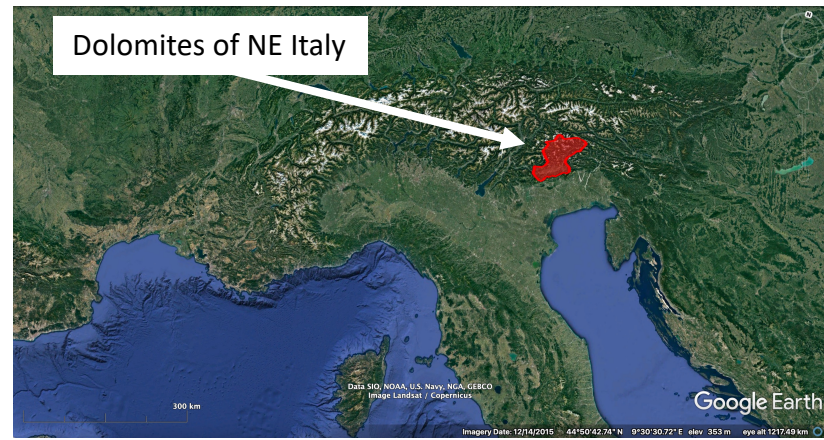 Dolomites of NE Italy
Data SIO, NOAA, U.S. Navy, NGA, GEBCO
Image Landsat / Copernicus
300 km
Google Earth
Imagery Date: 12/14/2015 44°50'42.74" N 9°30'30.72" E elev 353 m eye alt 1217.49 km